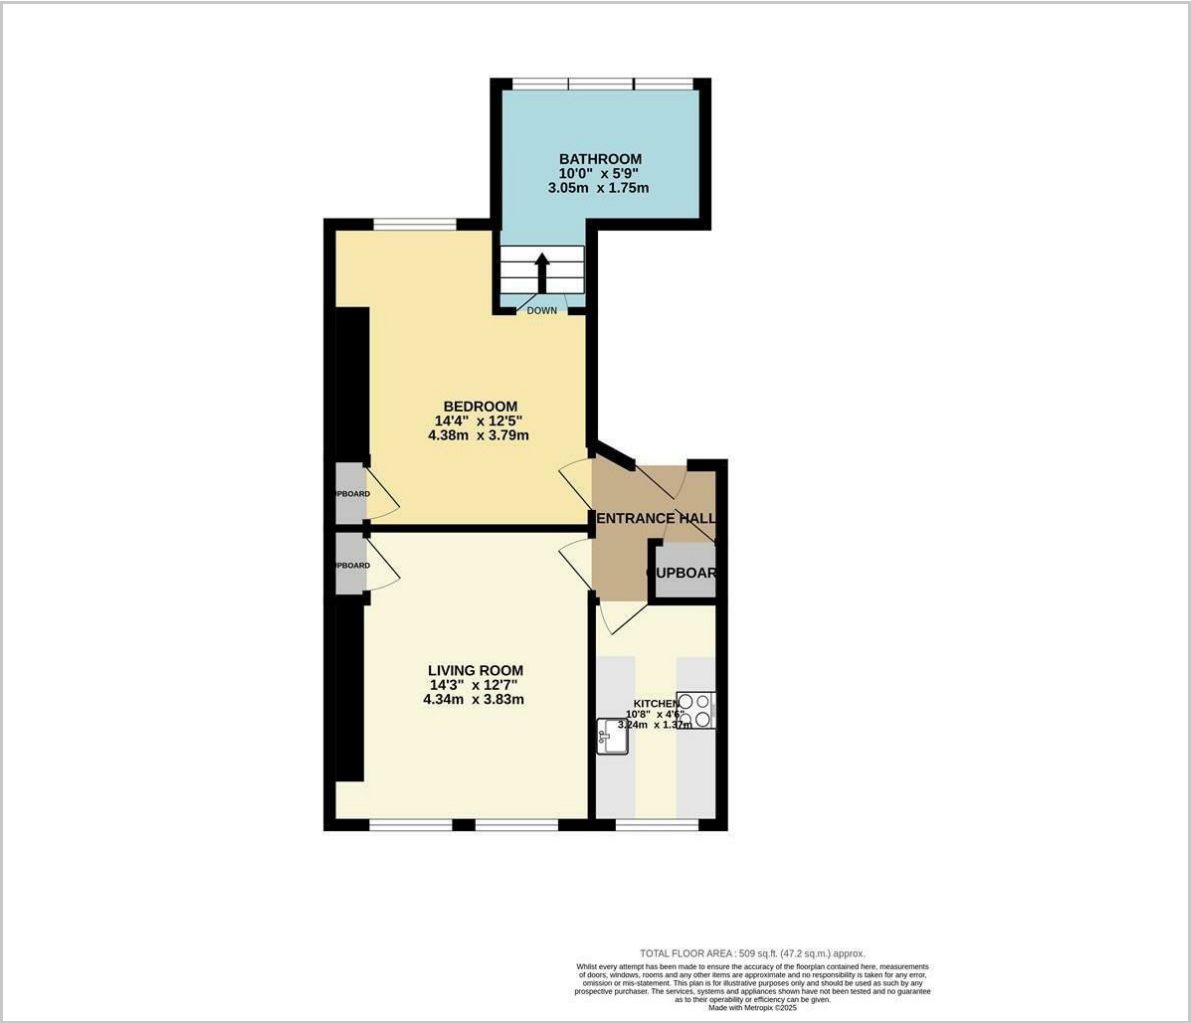 BATHROOM
10'0" x 5'9"
3.05m x 1.75m
DOWN
BEDROOM
14'4" x 12'5"
4.38m x 3.79m
UPBOARD
ENTRANCE HALL
UPBOARD
CUPBOAR
LIVING ROOM
14'3" x 12'7"
4.34m x 3.83m
KITCHEN
10'8" x 4'6"
3.24m x 1.37m
TOTAL FLOOR AREA : 509 sq.ft. (47.2 sq.m.) approx.
Whilst every attempt has been made to ensure the accuracy of the floorplan contained here, measurements
of doors, windows, rooms and any other items are approximate and no responsibility is taken for any error,
omission or mis-statement. This plan is for illustrative purposes only and should be used as such by any
prospective purchaser. The services, systems and appliances shown have not been tested and no guarantee
as to their operability or efficiency can be given.
Made with Metropix ©2025